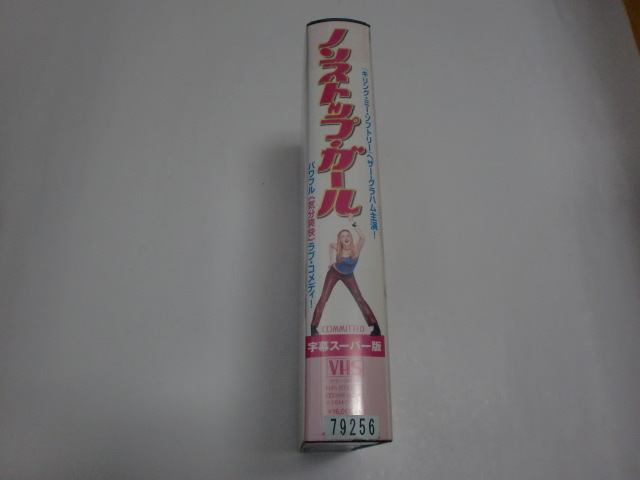 「キリング・ミー・ソフトリー」ヘザー・グラハム主演!
ノンストップ・ガール
パワフル《気分爽快》ラブ・コメディ!
COMMITTED
字幕スーパー版
VHS
79256